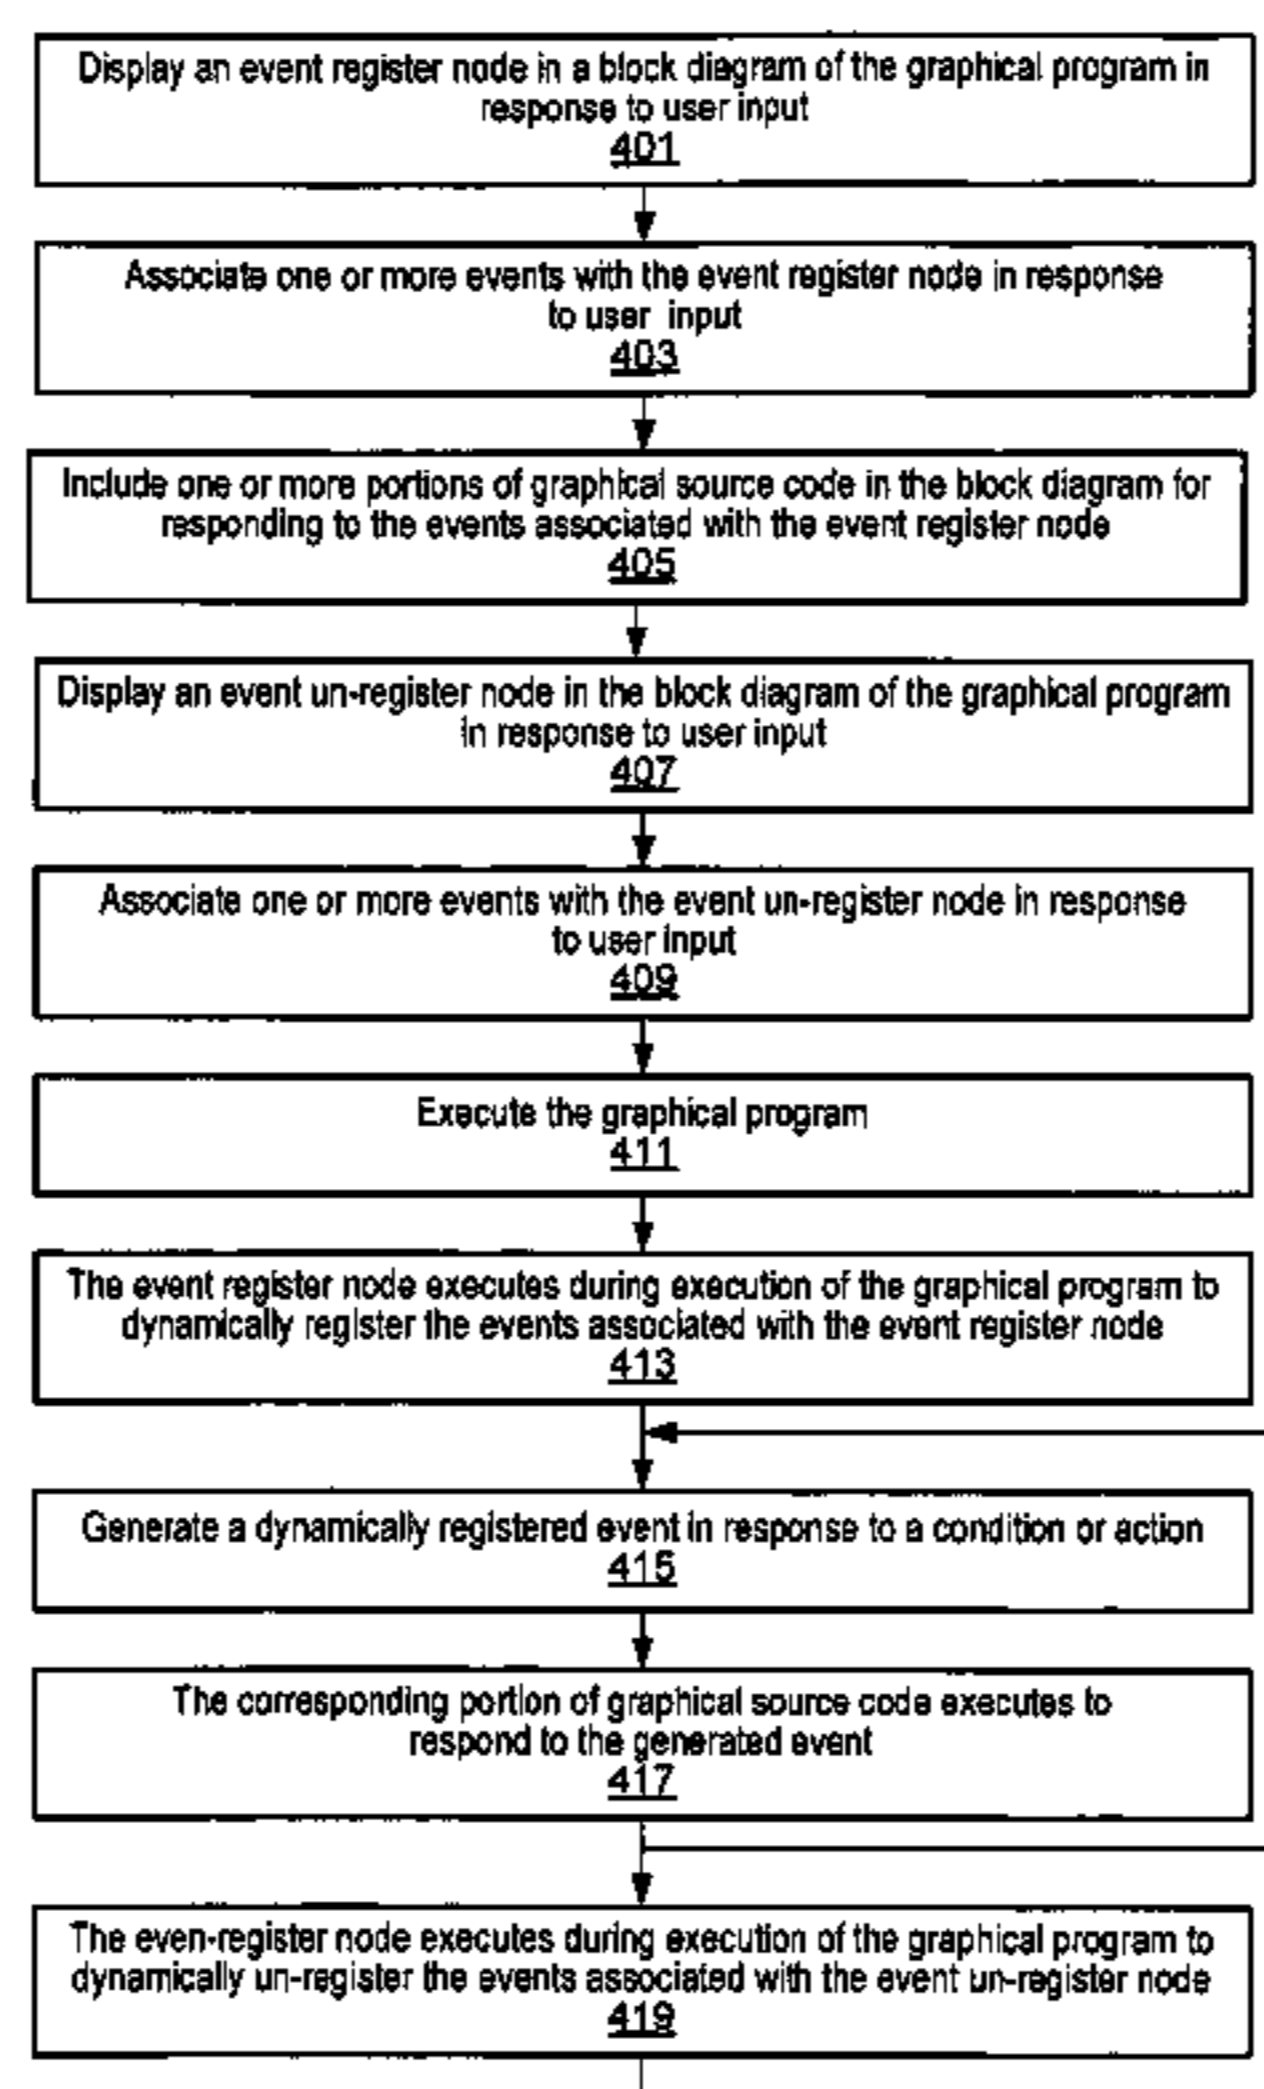 Display an event register node in a block diagram of the graphical program in
response to user input
401
Associate one or more events with the event register node in response
to user input
403
Include one or more portions of graphical source code in the block diagram for
responding to the events associated with the event register node
405
Display an event un-register node in the block diagram of the graphical program
in response to user input
407
Associate one or more events with the event un-register node in response
to user input
409
Execute the graphical program
411
The event register node executes during execution of the graphical program to
dynamically register the events associated with the event register node
413
Generate a dynamically registered event in response to a condition or action
415
The corresponding portion of graphical source code executes to
respond to the generated event
417
The even-register node executes during execution of the graphical program to
dynamically un-register the events associated with the event un-register node
419